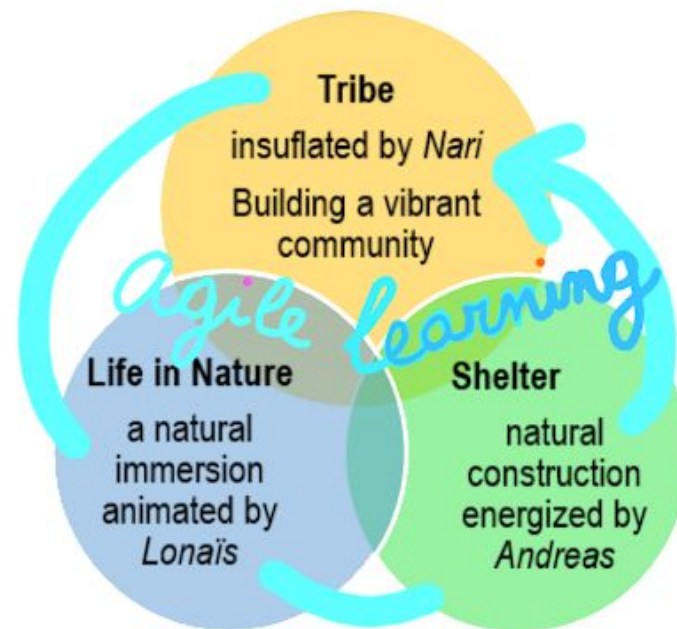 Tribe
insuflated by Nari
Building a vibrant
community
agile learning
Life in Nature
a natural
immersion
animated by
Lonaïs
Shelter
natural
construction
energized by
Andreas